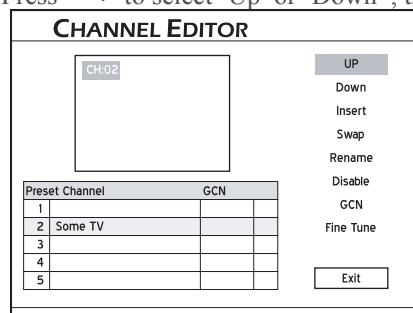 Press to select "Up" or "Down", t
CHANNEL EDITOR
CH:02
UP
Down
Insert
Swap
Rename
Disable
GCN
Fine Tune
Exit
Preset Channel GCN
1
2 Some TV
3
4
5